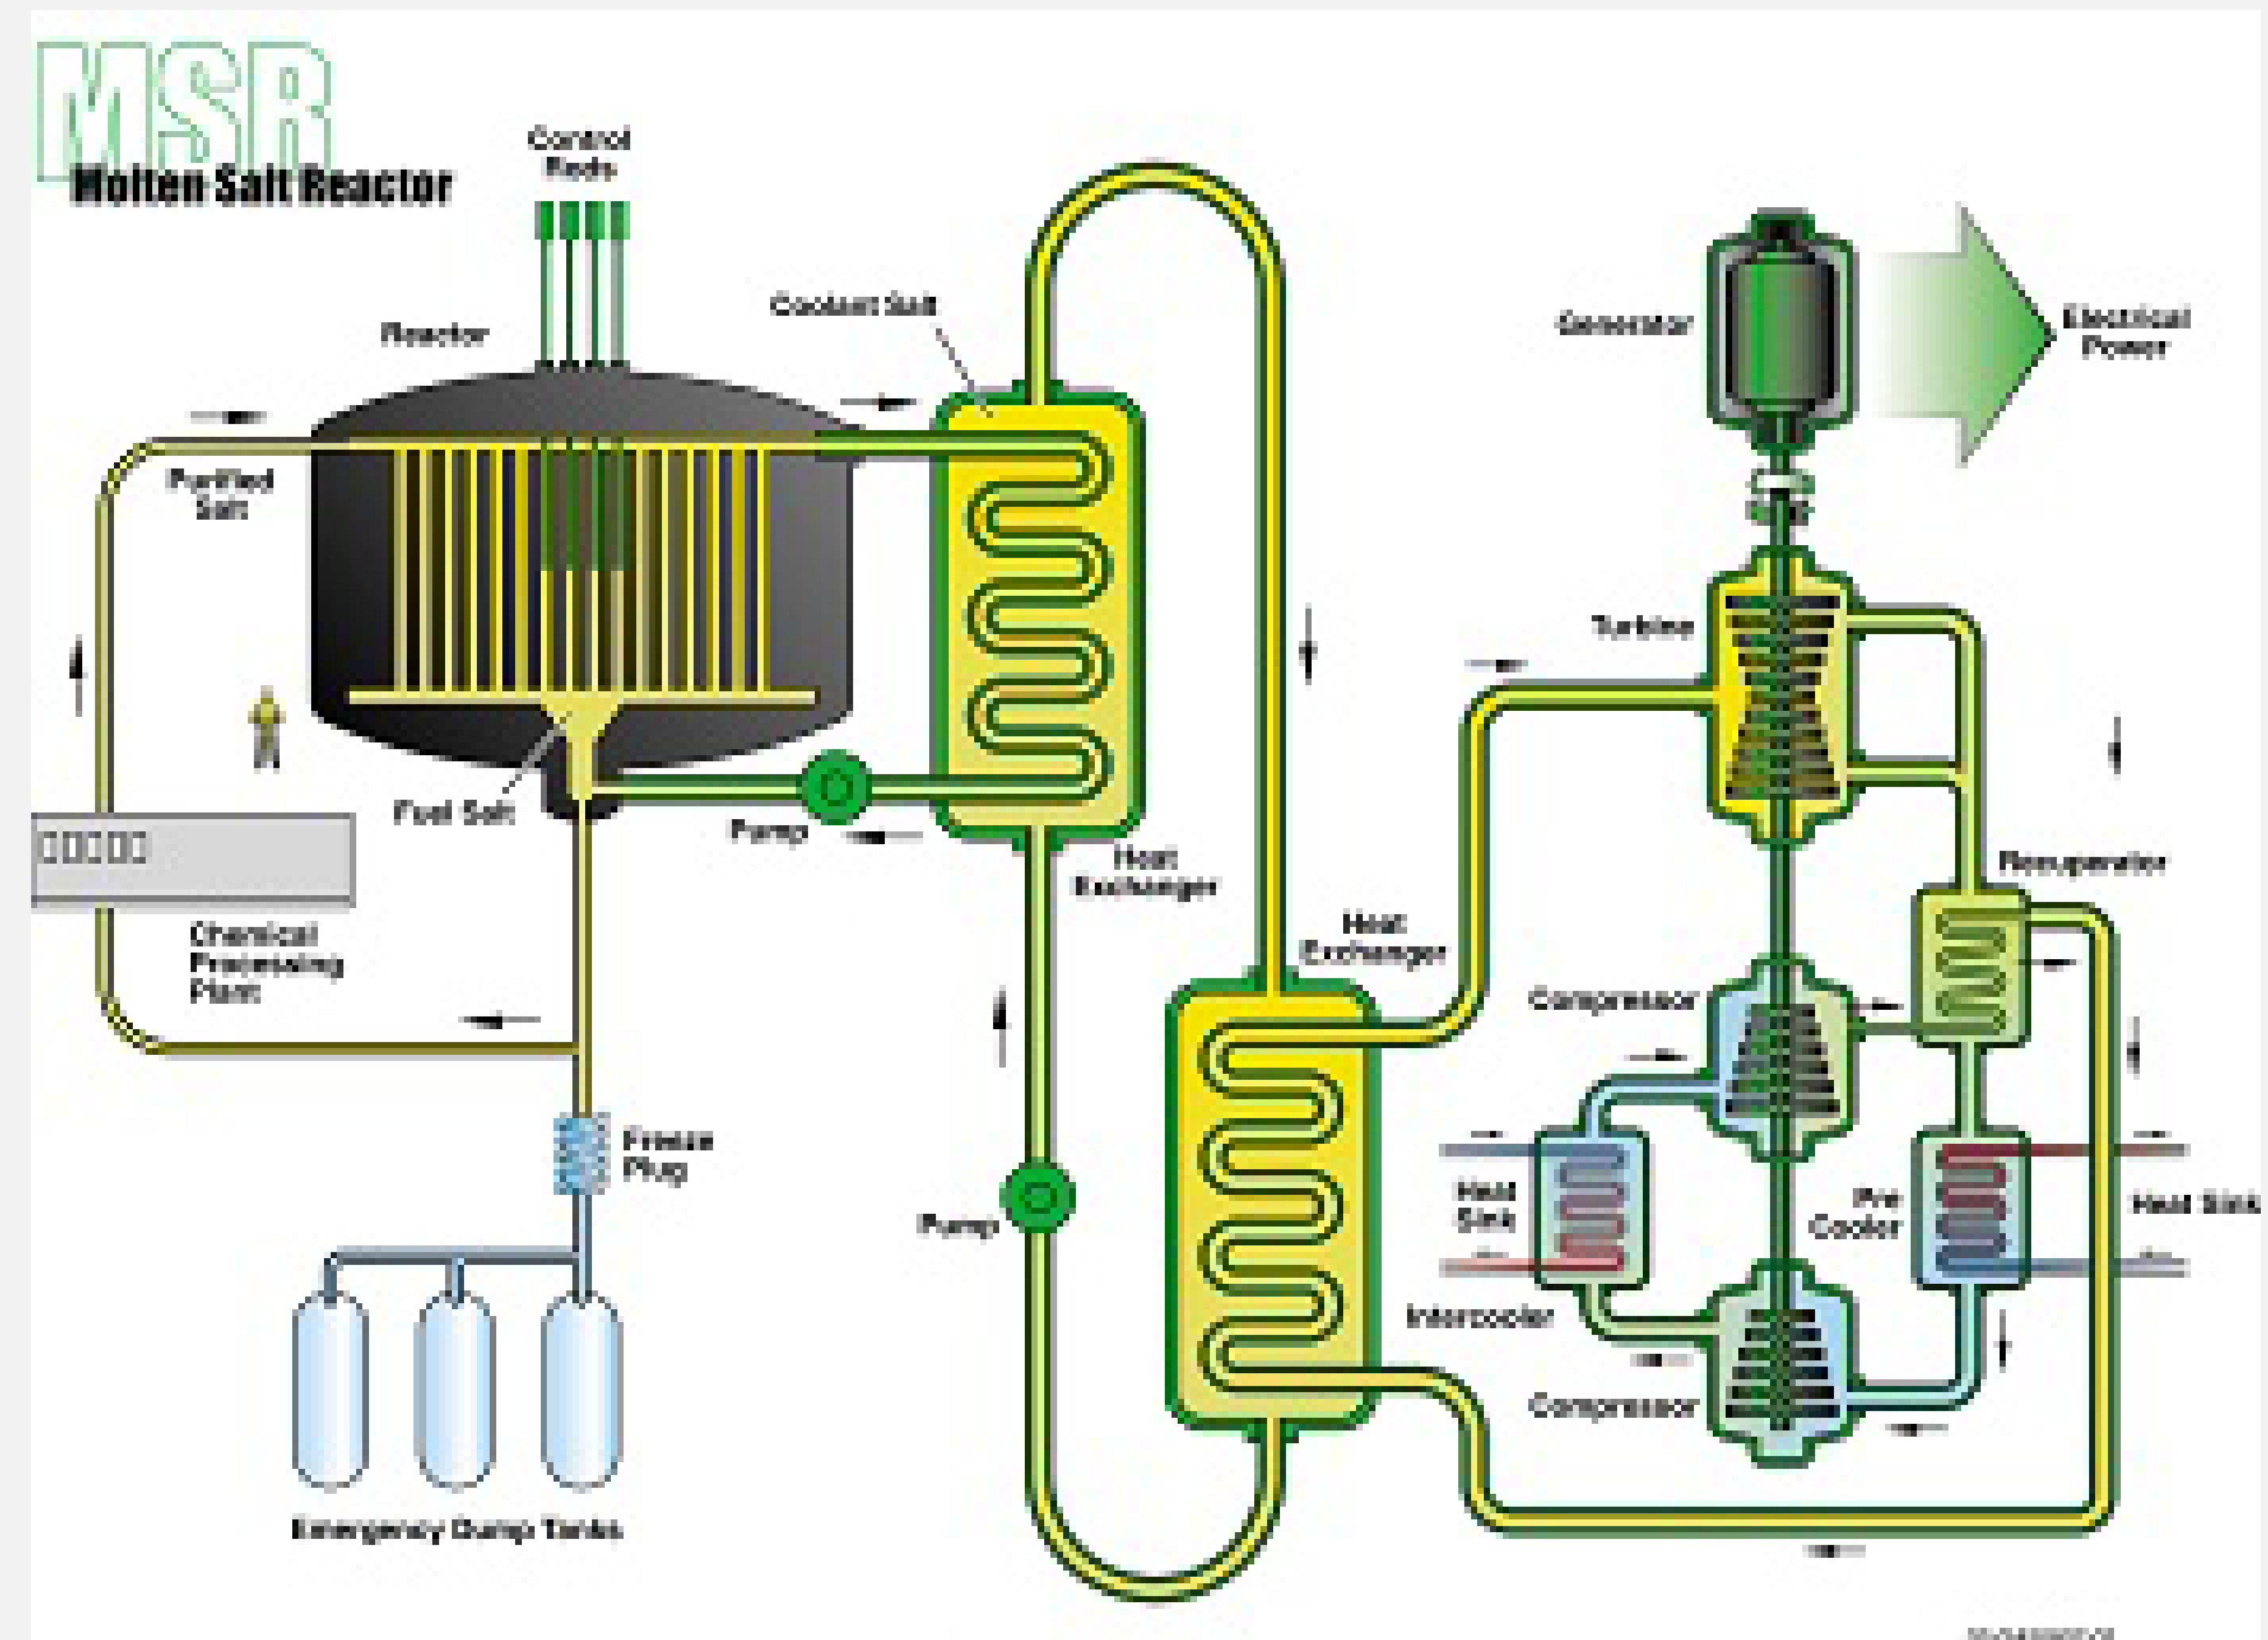 MSR
Molten Salt Reactor
Control
Rods
Reactor
Coolant Salt
Purified
Salt
Fuel Salt
Pump
Heat
Exchanger
Chemical
Processing
Plant
Freeze
Plug
Emergency Dump Tanks
Pump
Heat
Exchanger
Generator
Electrical
Power
Turbine
Recuperator
Compressor
Heat
Sink
Pre
Cooler
Heat Sink
Intercooler
Compressor